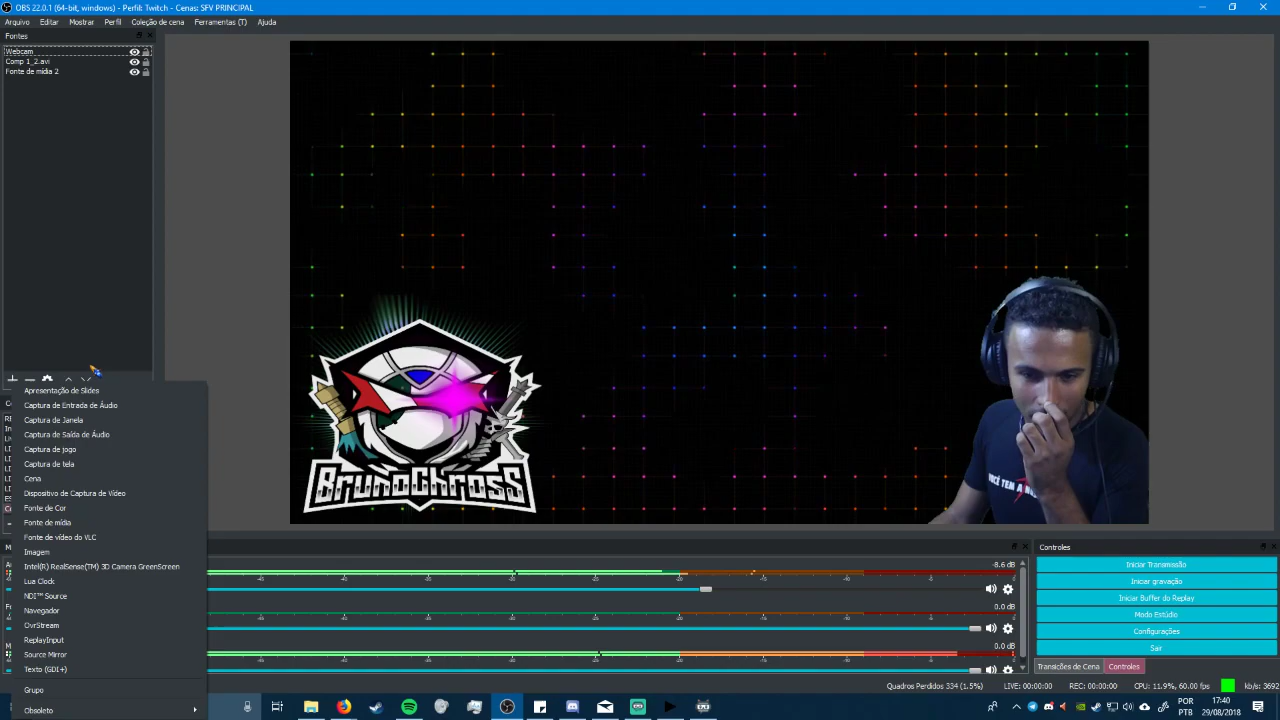 OBS 22.0.1 (64-bit, windows) - Perfil: Twitch - Cenas: SFV PRINCIPAL
Arquivo Editar Mostrar Perfil Coleção de cena Ferramentas (T) Ajuda
Fontes
Webcam
Comp 1_2.avi
Fonte de mídia 2
Apresentação de Slides
Captura de Entrada de Áudio
Captura de Janela
Captura de Saída de Áudio
Captura de jogo
Captura de tela
Cena
Dispositivo de Captura de Vídeo
Fonte de Cor
Fonte de mídia
Fonte de vídeo do VLC
Imagem
Intel(R) RealSense(TM) 3D Camera GreenScreen
Lua Clock
NDI™ Source
Navegador
OvrStream
ReplayInput
Source Mirror
Texto (GDI+)
Grupo
Obsoleto
BrunoChross
VOCÊ TEM A
-8.6 dB
0.0 dB
0.0 dB
Controles
Iniciar Transmissão
Iniciar gravação
Iniciar Buffer do Replay
Modo Estúdio
Configurações
Sair
Transições de Cena Controles
Quadros Perdidos 334 (1.5%) LIVE: 00:00:00 REC: 00:00:00 CPU: 11.9%, 60.00 fps kb/s: 3692
POR
PTB
17:40
29/08/2018